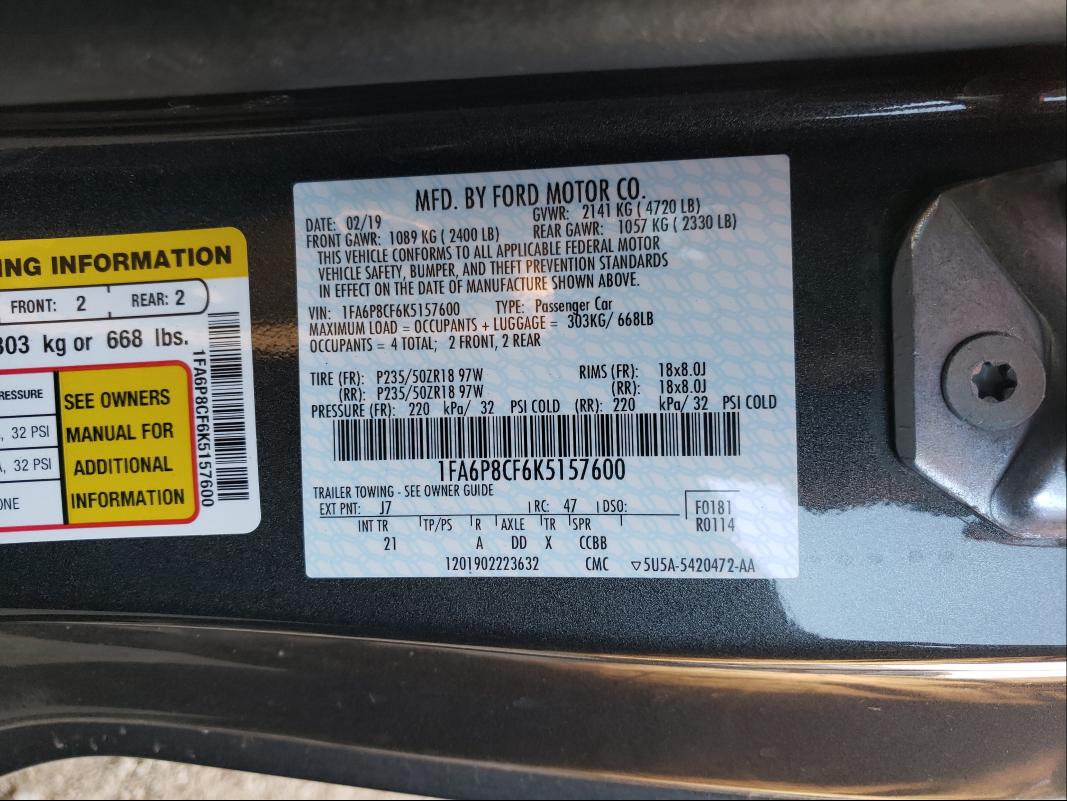 ING INFORMATION
FRONT: 2 REAR: 2
303 kg or 668 lbs.
PRESSURE
, 32 PSI
A, 32 PSI
ONE
SEE OWNERS
MANUAL FOR
ADDITIONAL
INFORMATION
1FA6P8CF6K5157600
MFD. BY FORD MOTOR CO.
DATE: 02/19 GVWR: 2141 KG ( 4720 LB)
FRONT GAWR: 1089 KG ( 2400 LB) REAR GAWR: 1057 KG ( 2330 LB)
THIS VEHICLE CONFORMS TO ALL APPLICABLE FEDERAL MOTOR
VEHICLE SAFETY, BUMPER, AND THEFT PREVENTION STANDARDS
IN EFFECT ON THE DATE OF MANUFACTURE SHOWN ABOVE.
VIN: 1FA6P8CF6K5157600 TYPE: Passenger Car
MAXIMUM LOAD = OCCUPANTS + LUGGAGE = 303KG/ 668LB
OCCUPANTS = 4 TOTAL; 2 FRONT, 2 REAR
TIRE (FR): P235/50ZR18 97W RIMS (FR): 18x8.0J
(RR): P235/50ZR18 97W (RR): 18x8.0J
PRESSURE (FR): 220 kPa/ 32 PSI COLD (RR): 220 kPa/ 32 PSI COLD
1FA6P8CF6K5157600
TRAILER TOWING - SEE OWNER GUIDE
EXT PNT: J7 RC: 47 DSO: F0181
INT TR TP/PS R AXLE TR SPR R0114
21 A DD X CCBB
1201902223632 CMC ▽5U5A-5420472-AA